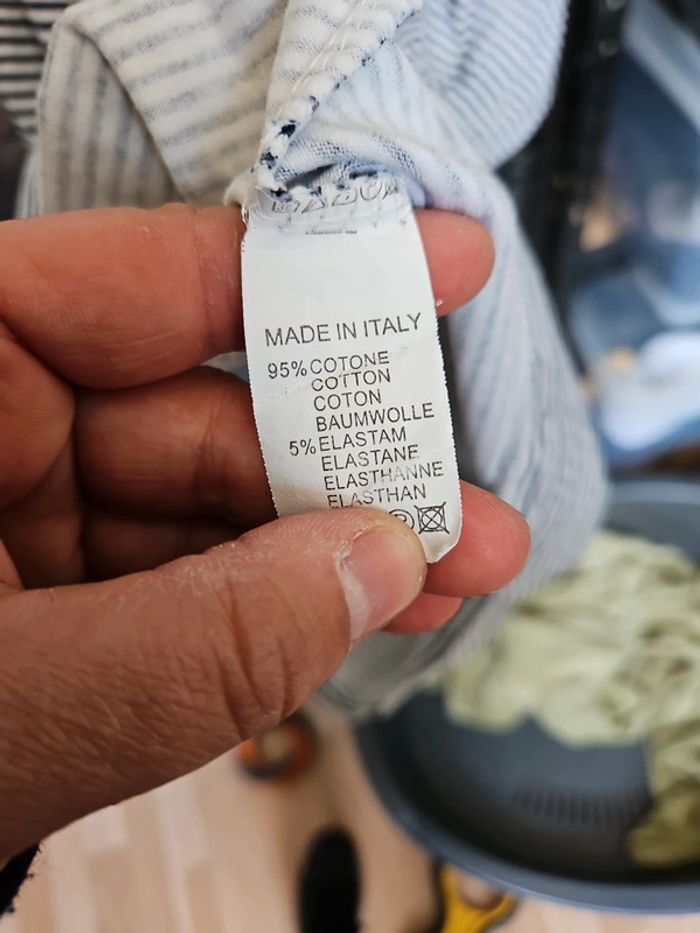 MADE IN ITALY
95% COTONE
COTTON
COTON
BAUMWOLLE
5% ELASTAM
ELASTANE
ELASTHANNE
ELASTHAN